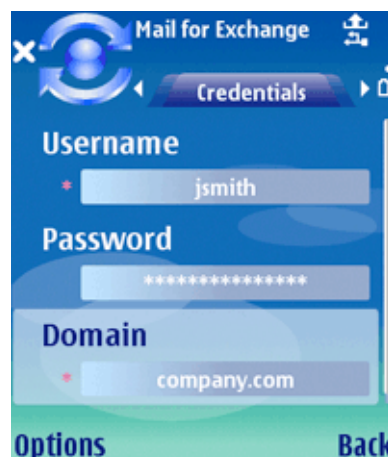 Mail for Exchange
Credentials
Username
* jsmith
Password
***************
Domain
* company.com
Options Back